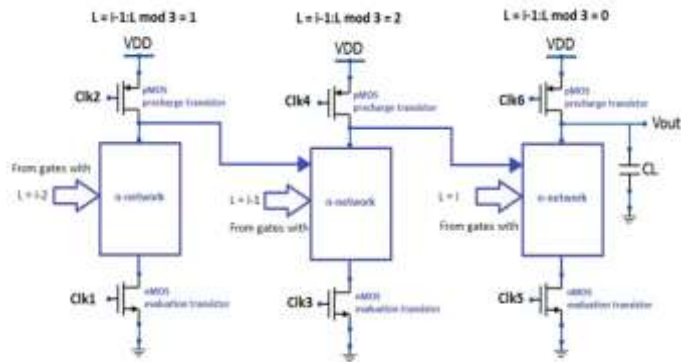 L = i-1:L mod 3 = 1
L = i-1:L mod 3 = 2
L = i-1:L mod 3 = 0
VDD
VDD
VDD
Clk2
pMOS
precharge transistor
Clk4
pMOS
precharge transistor
Clk6
pMOS
precharge transistor
Vout
CL
From gates with
L = i-2
n-network
L = i-1
From gates with
n-network
L = i
From gates with
n-network
Clk1
nMOS
evaluation transistor
Clk3
nMOS
evaluation transistor
Clk5
nMOS
evaluation transistor